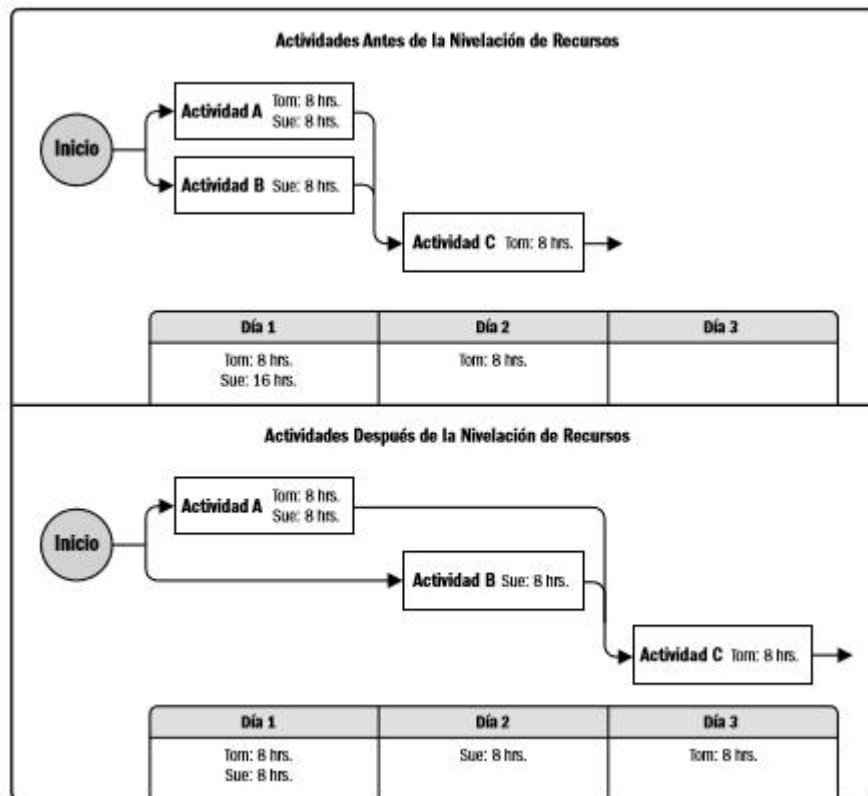 Actividades Antes de la Nivelación de Recursos
Inicio
Actividad A
Tom: 8 hrs.
Sue: 8 hrs.
Actividad B Sue: 8 hrs.
Actividad C Tom: 8 hrs.
Día 1
Día 2
Día 3
Tom: 8 hrs.
Sue: 16 hrs.
Tom: 8 hrs.
Actividades Después de la Nivelación de Recursos
Inicio
Actividad A
Tom: 8 hrs.
Sue: 8 hrs.
Actividad B Sue: 8 hrs.
Actividad C Tom: 8 hrs.
Día 1
Día 2
Día 3
Tom: 8 hrs.
Sue: 8 hrs.
Sue: 8 hrs.
Tom: 8 hrs.